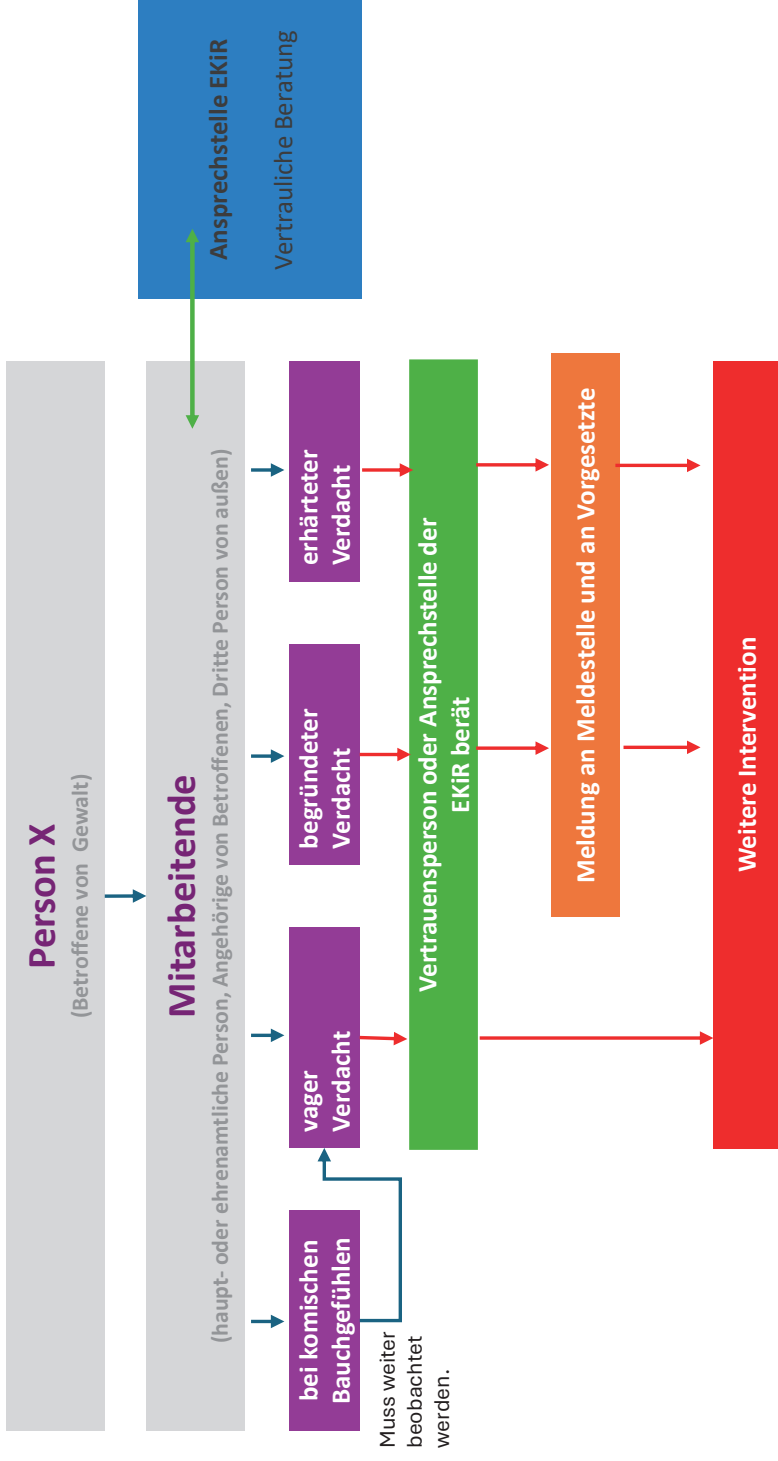 Person X
(Betroffene von Gewalt)
Mitarbeitende
(haupt- oder ehrenamtliche Person, Angehörige von Betroffenen, Dritte Person von außen)
Ansprechstelle EKiR
Vertrauliche Beratung
bei komischen
Bauchgefühlen
vager
Verdacht
begründeter
Verdacht
erhärteter
Verdacht
Muss weiter
beobachtet
werden.
Vertrauensperson oder Ansprechstelle der
EKiR berät
Meldung an Meldestelle und an Vorgesetzte
Weitere Intervention